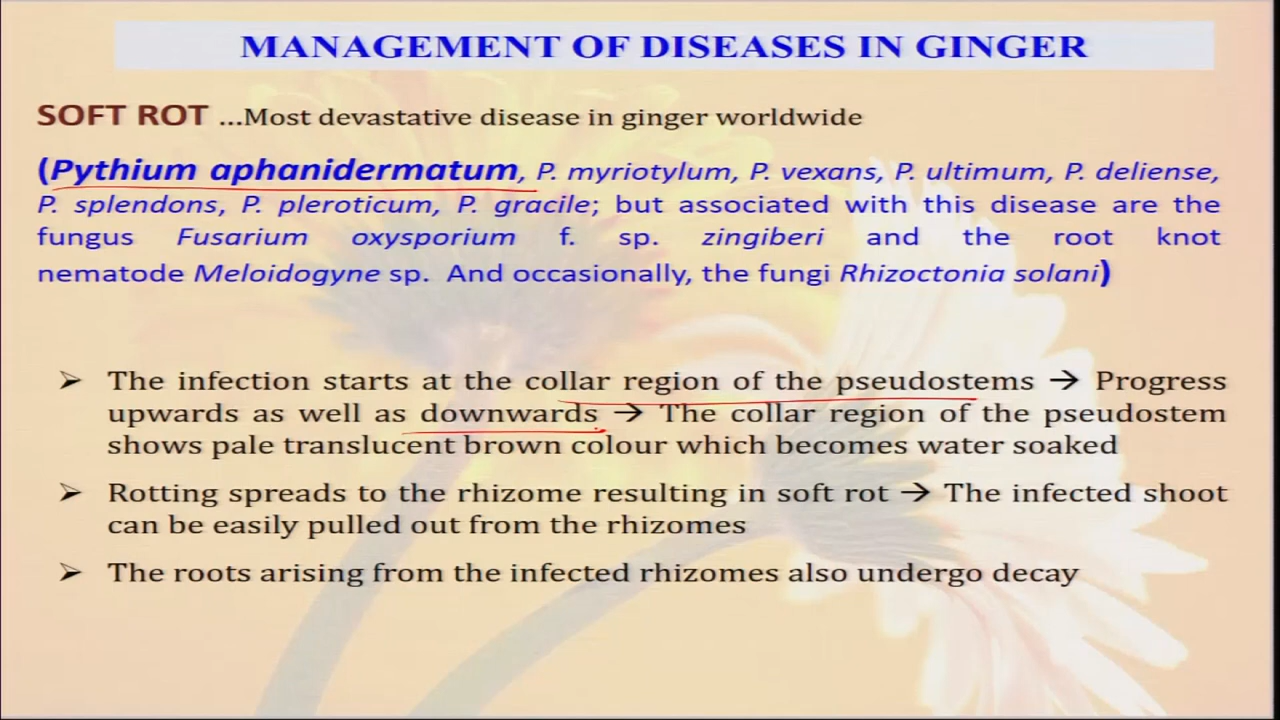 MANAGEMENT OF DISEASES IN GINGER
SOFT ROT ...Most devastative disease in ginger worldwide
(Pythium aphanidermatum, P. myriotylum, P. vexans, P. ultimum, P. deliense,
P. splendons, P. pleroticum, P. gracile; but associated with this disease are the
fungus Fusarium oxysporium f. sp. zingiberi and the root knot
nematode Meloidogyne sp. And occasionally, the fungi Rhizoctonia solani)
➢ The infection starts at the collar region of the pseudostems → Progress
upwards as well as downwards → The collar region of the pseudostem
shows pale translucent brown colour which becomes water soaked
➢ Rotting spreads to the rhizome resulting in soft rot → The infected shoot
can be easily pulled out from the rhizomes
➢ The roots arising from the infected rhizomes also undergo decay